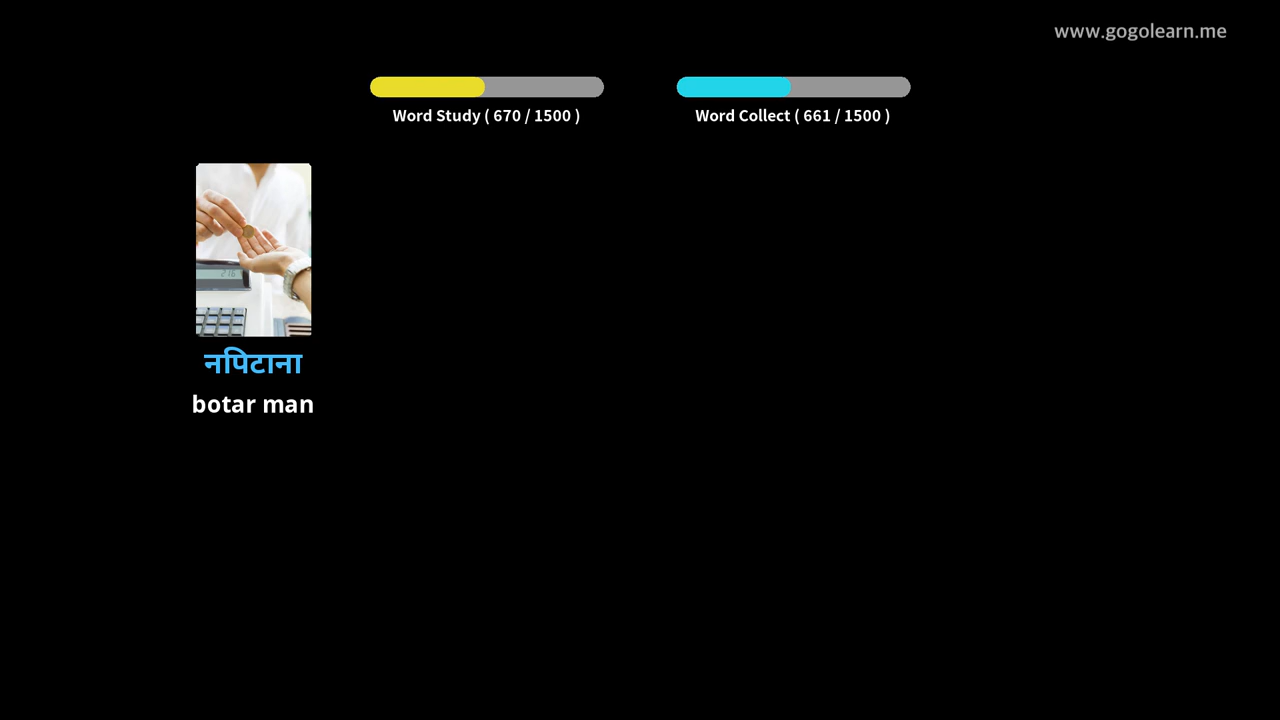 www.gogolearn.me
Word Study ( 670 / 1500 )
Word Collect ( 661 / 1500 )
नपिटाना
botar man